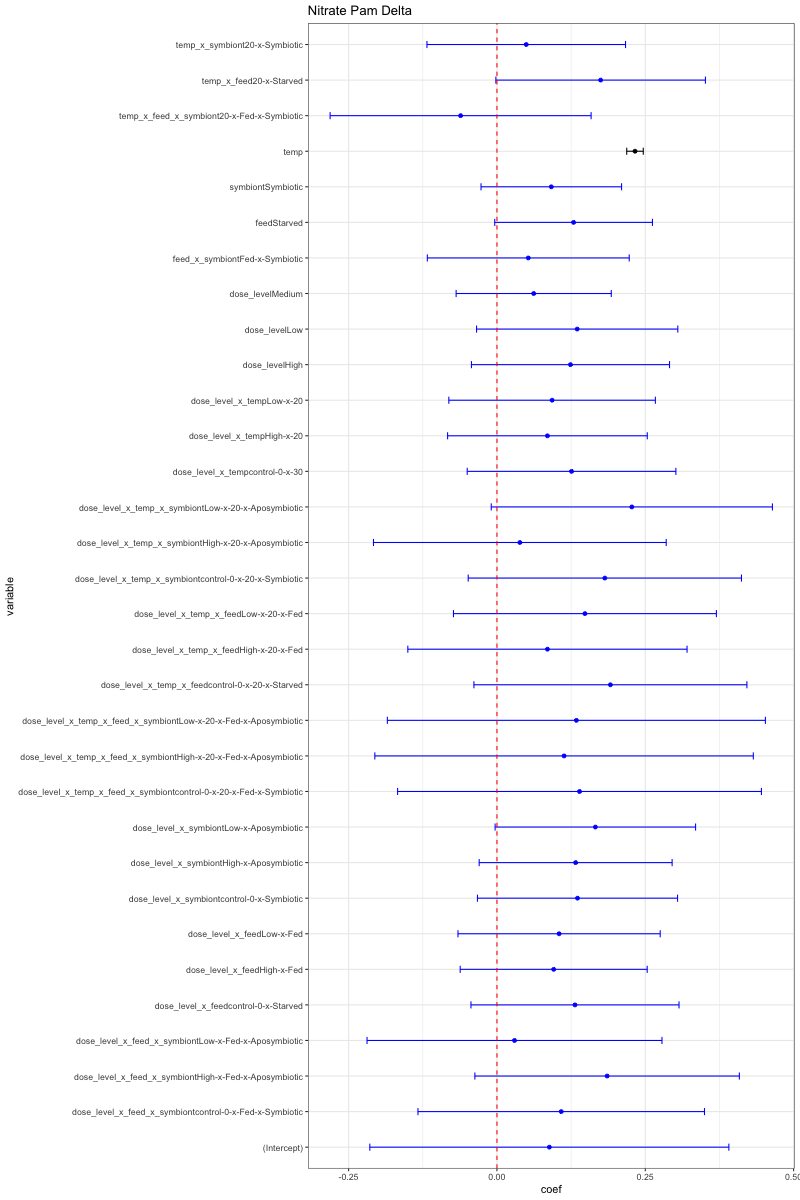 Nitrate Pam Delta
temp_x_symbiont20-x-Symbiotic
temp_x_feed20-x-Starved
temp_x_feed_x_symbiont20-x-Fed-x-Symbiotic
temp
symbiontSymbiotic
feedStarved
feed_x_symbiontFed-x-Symbiotic
dose_levelMedium
dose_levelLow
dose_levelHigh
dose_level_x_tempLow-x-20
dose_level_x_tempHigh-x-20
dose_level_x_tempcontrol-0-x-30
dose_level_x_temp_x_symbiontLow-x-20-x-Aposymbiotic
dose_level_x_temp_x_symbiontHigh-x-20-x-Aposymbiotic
dose_level_x_temp_x_symbiontcontrol-0-x-20-x-Symbiotic
variable
dose_level_x_temp_x_feedLow-x-20-x-Fed
dose_level_x_temp_x_feedHigh-x-20-x-Fed
dose_level_x_temp_x_feedcontrol-0-x-20-x-Starved
dose_level_x_temp_x_feed_x_symbiontLow-x-20-x-Fed-x-Aposymbiotic
dose_level_x_temp_x_feed_x_symbiontHigh-x-20-x-Fed-x-Aposymbiotic
dose_level_x_temp_x_feed_x_symbiontcontrol-0-x-20-x-Fed-x-Symbiotic
dose_level_x_symbiontLow-x-Aposymbiotic
dose_level_x_symbiontHigh-x-Aposymbiotic
dose_level_x_symbiontcontrol-0-x-Symbiotic
dose_level_x_feedLow-x-Fed
dose_level_x_feedHigh-x-Fed
dose_level_x_feedcontrol-0-x-Starved
dose_level_x_feed_x_symbiontLow-x-Fed-x-Aposymbiotic
dose_level_x_feed_x_symbiontHigh-x-Fed-x-Aposymbiotic
dose_level_x_feed_x_symbiontcontrol-0-x-Fed-x-Symbiotic
(Intercept)
-0.25 0.00 0.25 0.50
coef